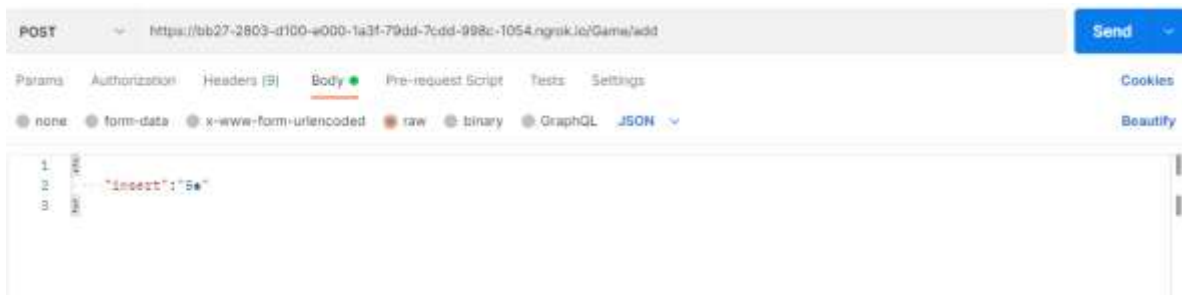 POST https://bb27-2803-d100-e000-1a3f-79dd-7cdd-998c-1054.ngrok.io/Game/add Send
Params Authorization Headers (9) Body Pre-request Script Tests Settings Cookies
none form-data x-www-form-urlencoded raw binary GraphQL JSON Beautify
1 {
2 "insert":
3 }